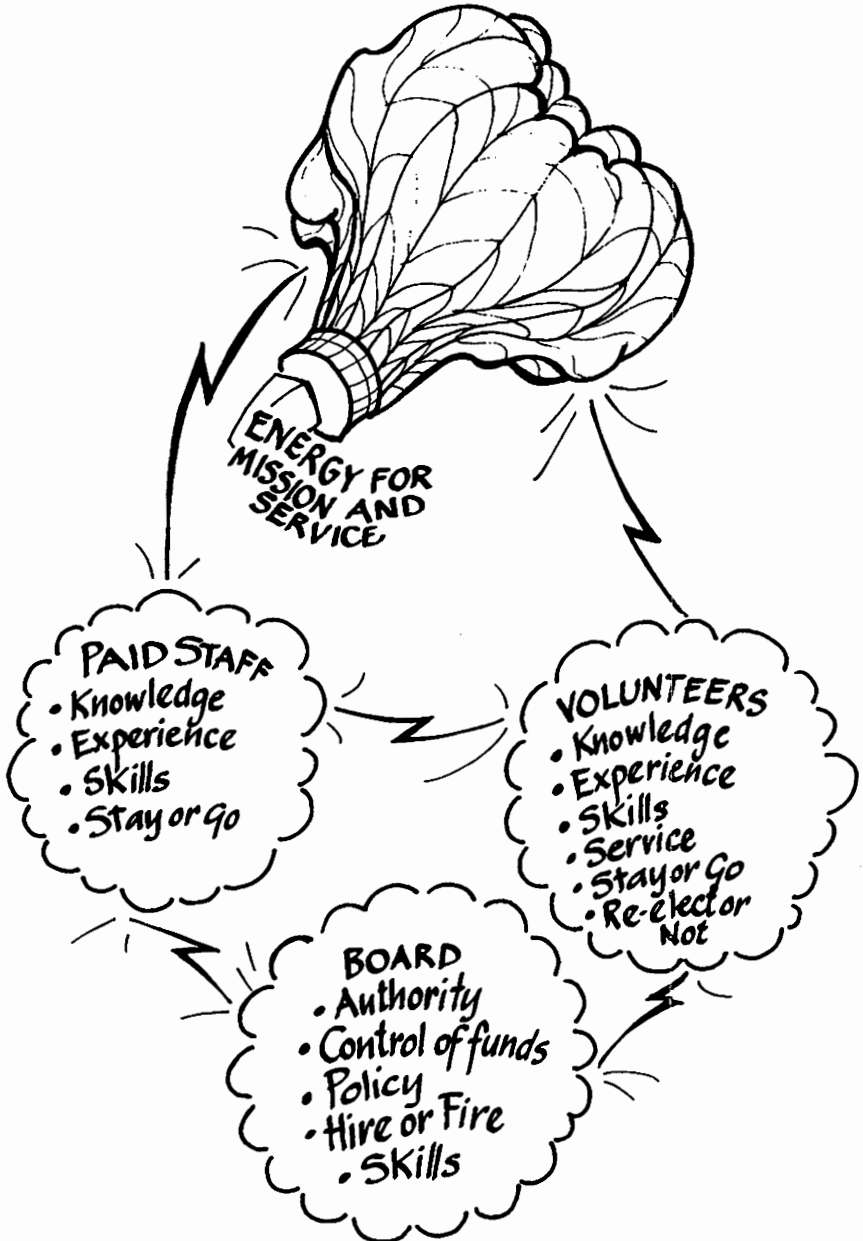 ENERGY FOR
MISSION AND
SERVICE
PAID STAFF
• Knowledge
• Experience
• Skills
• Stay or go
VOLUNTEERS
• Knowledge
• Experience
• Skills
• Service
• Stay or Go
• Re-elect or
Not
BOARD
• Authority
• Control of funds
• Policy
• Hire or Fire
• Skills